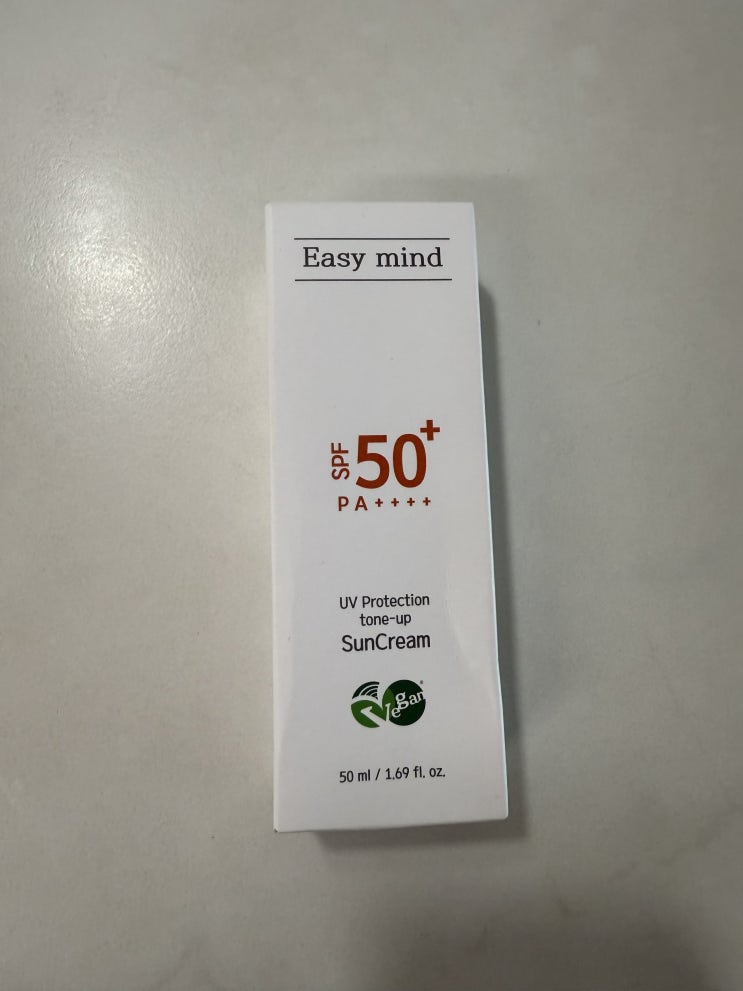 Easy mind
SPF 50+
PA++++
UV Protection
tone-up
SunCream
Vegan
50 ml / 1.69 fl. oz.